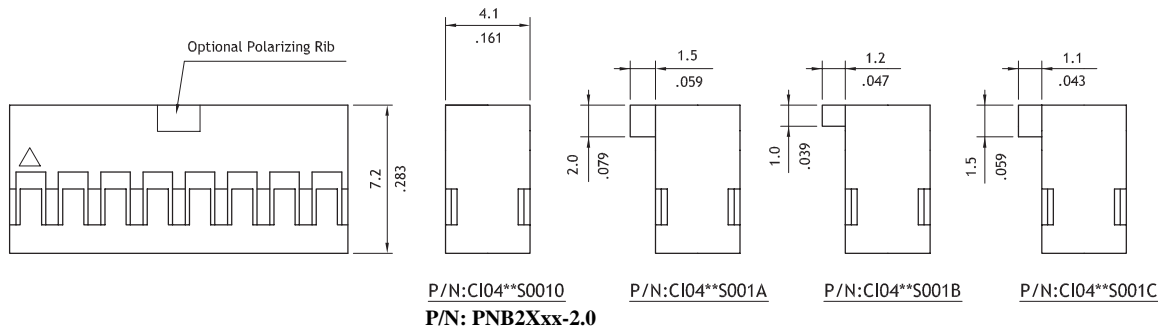 Optional Polarizing Rib
4.1
.161
1.5
.059
1.2
.047
1.1
.043
7.2
.283
2.0
.079
1.0
.039
1.5
.059
P/N:CI04**S0010
P/N:CI04**S001A
P/N:CI04**S001B
P/N:CI04**S001C
P/N: PNB2Xxx-2.0